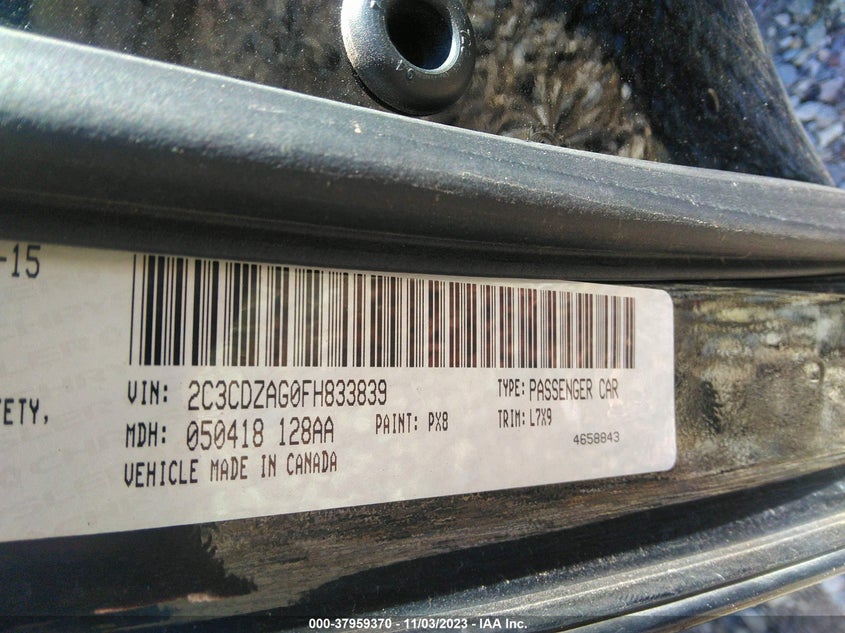 -15
VIN: 2C3CDZAG0FH833839 TYPE: PASSENGER CAR
ETY,
MDH: 050418 128AA PAINT: PX8 TRIM: L7X9
4658843
VEHICLE MADE IN CANADA
000-37959370 - 11/03/2023 - IAA Inc.